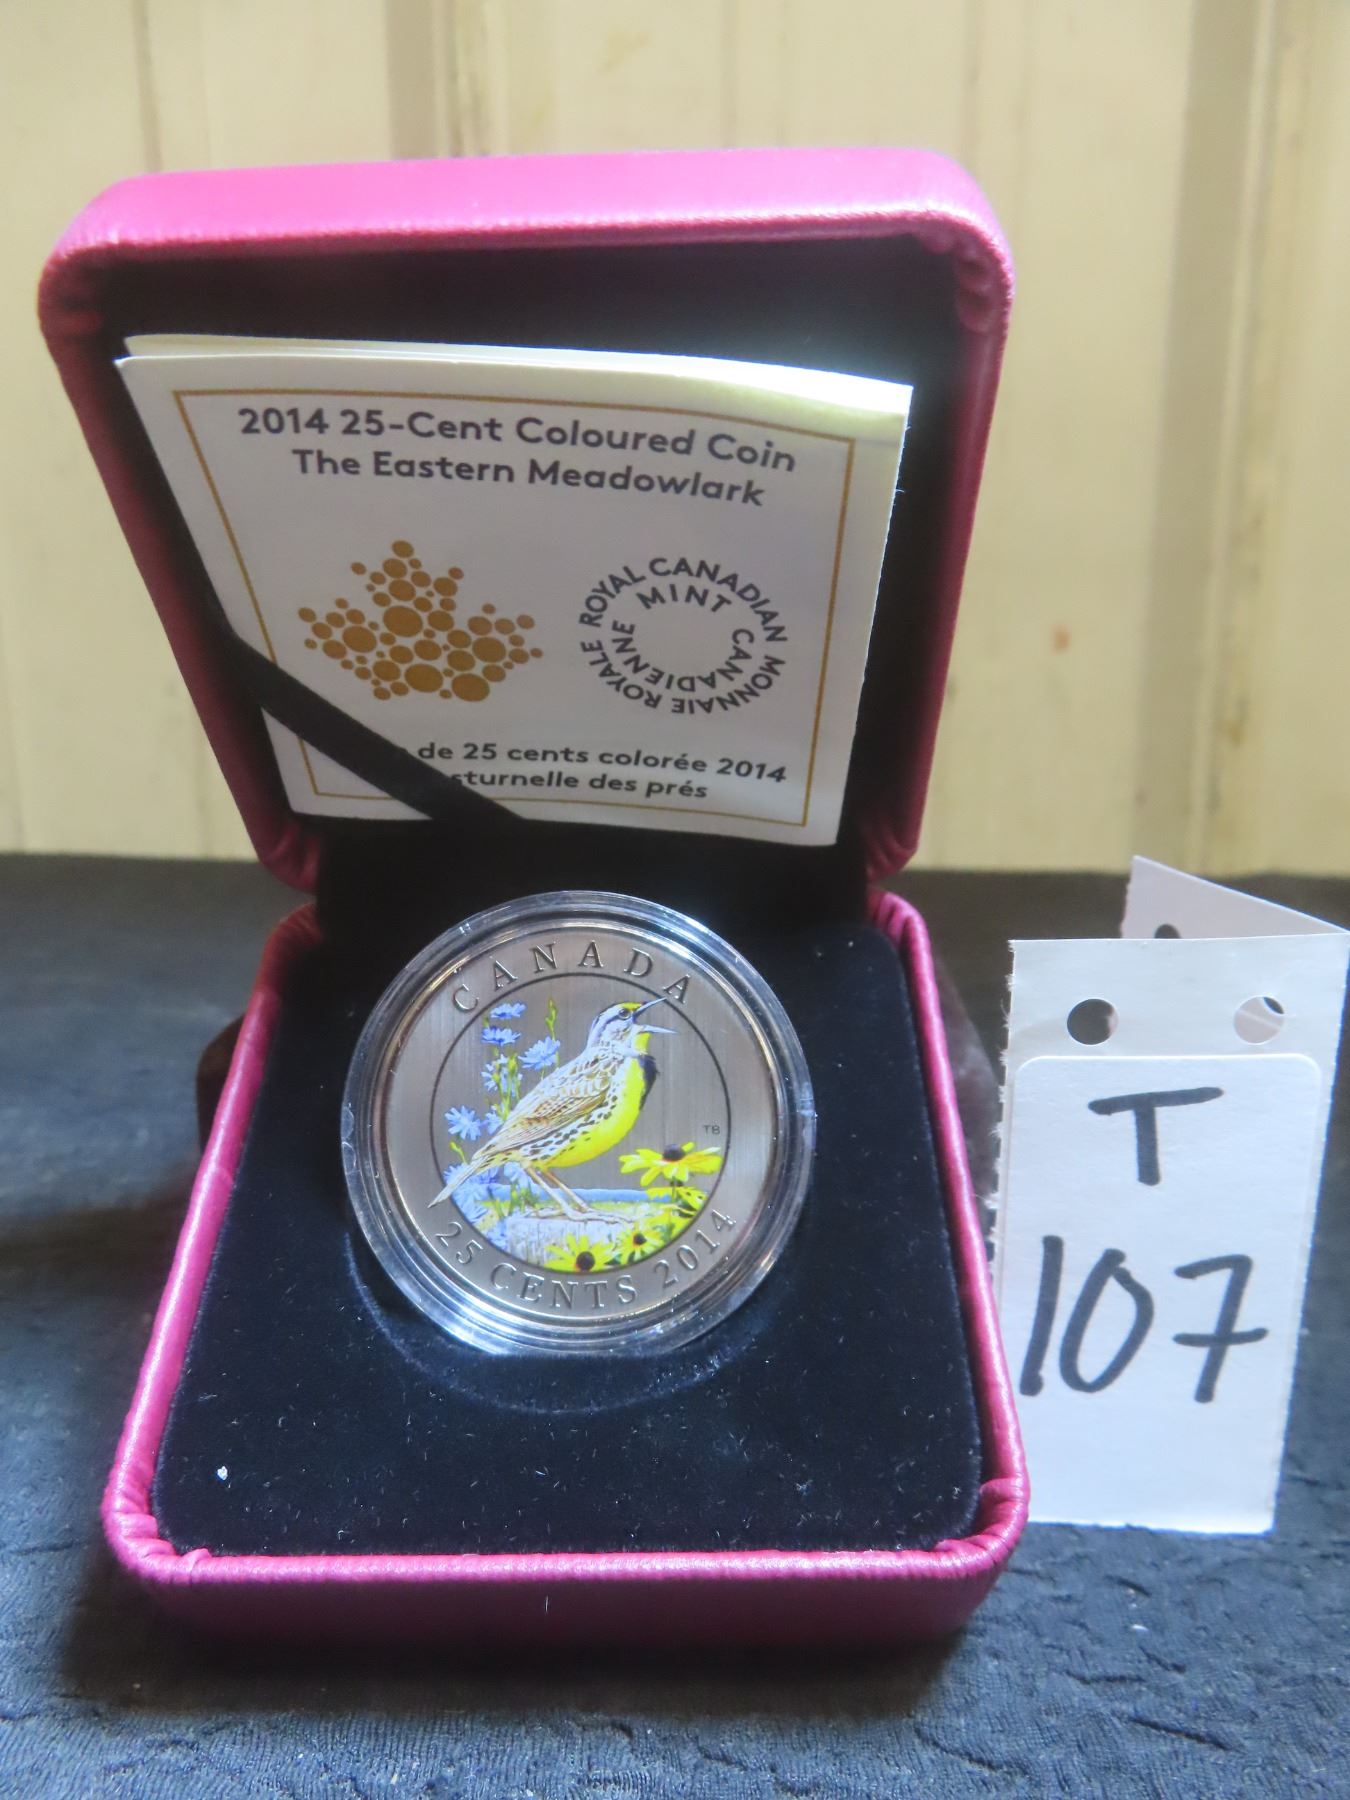 2014 25-Cent Coloured Coin
The Eastern Meadowlark
ROYAL CANADIAN
MINT
MONNAIE ROYALE
CANADIENNE
de 25 cents colorée 2014
des prés
CANADA
TB
25 CENTS 2014
T
107